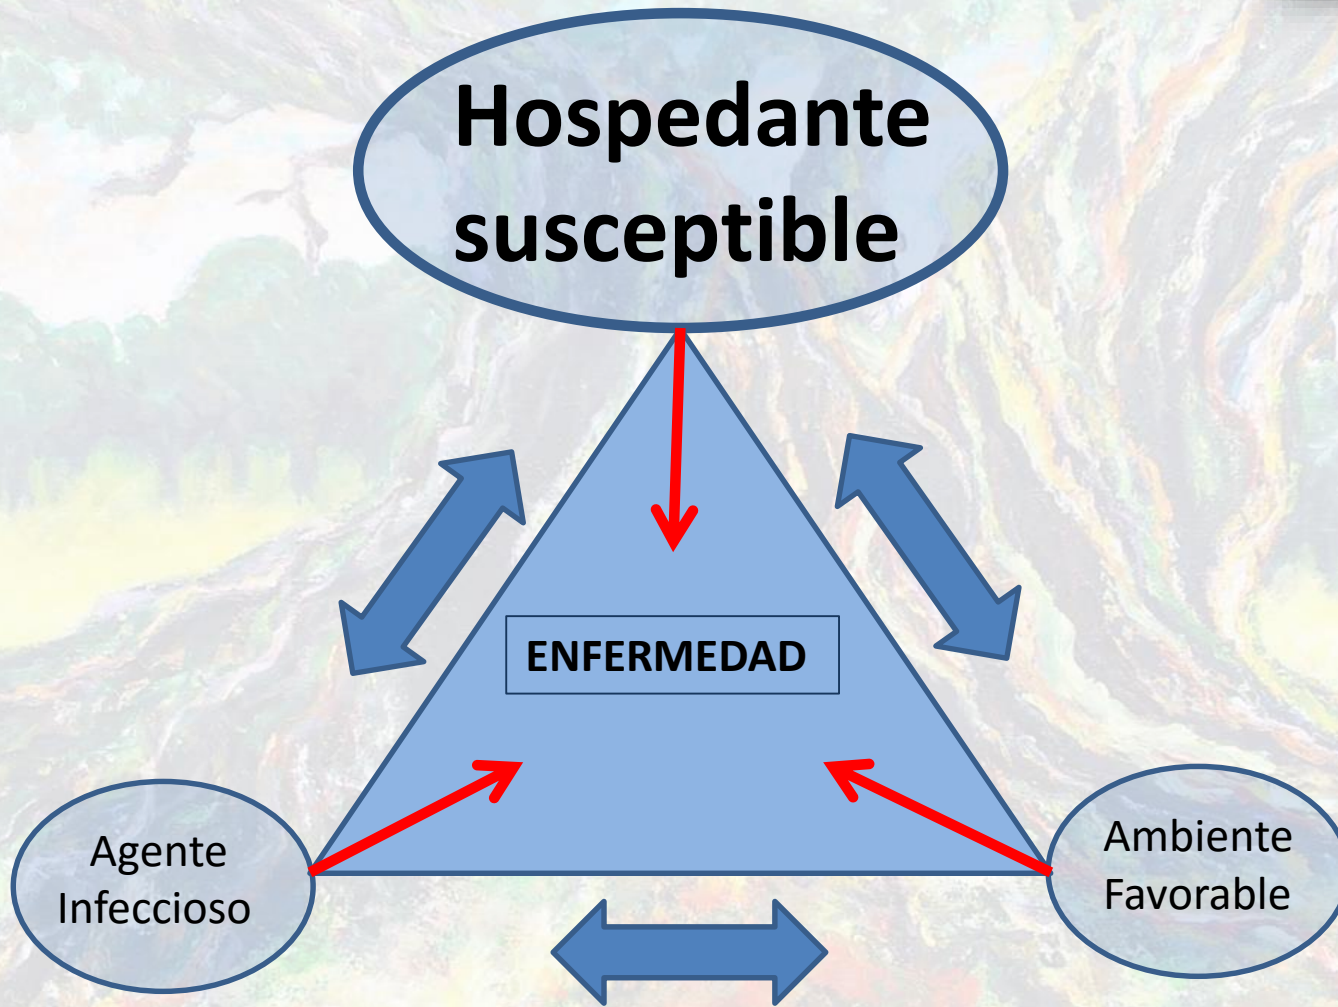 Hospedante
susceptible
ENFERMEDAD
Agente
Infeccioso
Ambiente
Favorable